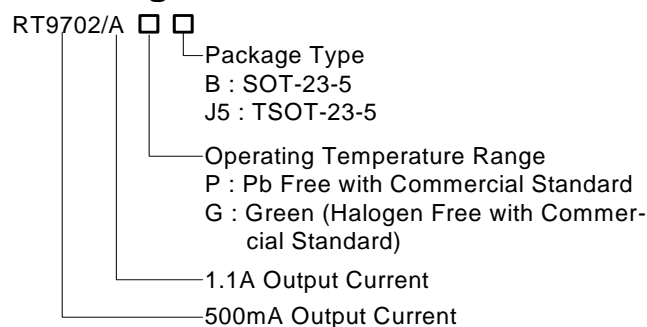 RT9702/A □ □
Package Type
B : SOT-23-5
J5 : TSOT-23-5
Operating Temperature Range
P : Pb Free with Commercial Standard
G : Green (Halogen Free with Commer-
cial Standard)
1.1A Output Current
500mA Output Current